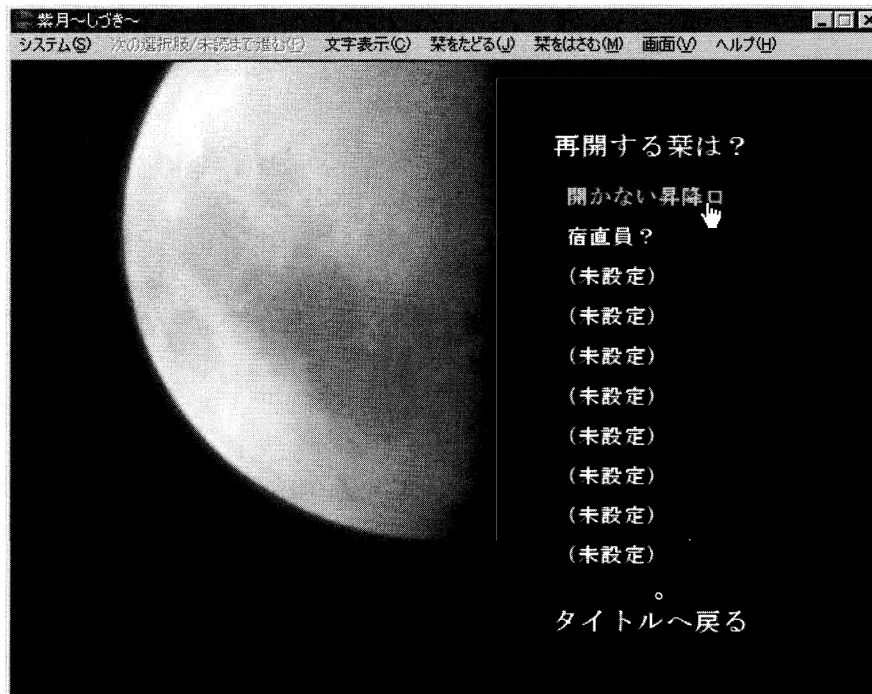 紫月～しづき～
システム(S) 次の選択肢/未読まで進む(F) 文字表示(C) 栞をたどる(J) 栞をはさむ(M) 画面(V) ヘルプ(H)
再開する栞は？
開かない昇降口
宿直員？
(未設定)
(未設定)
(未設定)
(未設定)
(未設定)
(未設定)
(未設定)
(未設定)
タイトルへ戻る